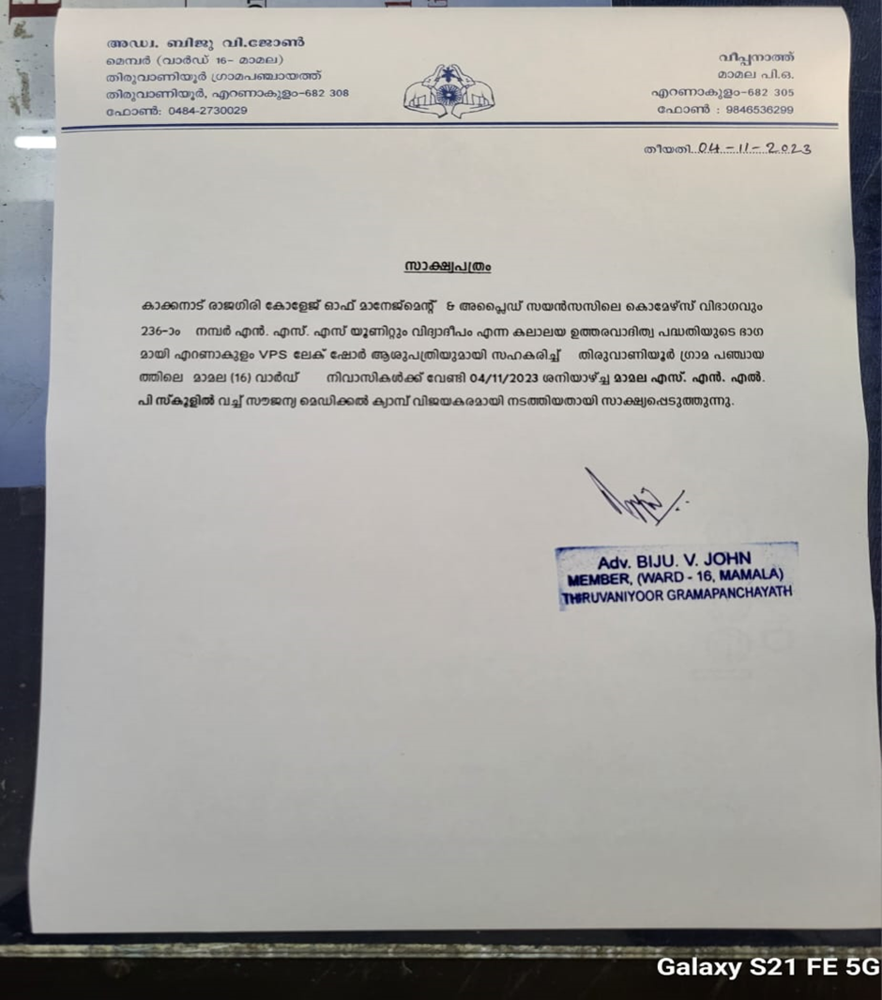 അഡ്വ. ബിജു വി.ജോൺ
മെമ്പർ (വാർഡ് 16- മാമല)
തിരുവാണിയൂർ ഗ്രാമപഞ്ചായത്ത്
തിരുവാണിയൂർ, എറണാകുളം-682 308
ഫോൺ: 0484-2730029
വീപ്പനാത്ത്
മാമല പി.ഒ.
എറണാകുളം-682 305
ഫോൺ : 9846536299
തീയതി 04-11-2023
സാക്ഷ്യപത്രം
കാക്കനാട് രാജഗിരി കോളേജ് ഓഫ് മാനേജ്മെന്റ് & അപ്ലൈഡ് സയൻസസിലെ കൊമേഴ്സ് വിഭാഗവും
236-ാം നമ്പർ എൻ. എസ്. എസ് യൂണിറ്റും വിദ്യാദീപം എന്ന കലാലയ ഉത്തരവാദിത്വ പദ്ധതിയുടെ ഭാഗ
മായി എറണാകുളം VPS ലേക് ഷോർ ആശുപത്രിയുമായി സഹകരിച്ച് തിരുവാണിയൂർ ഗ്രാമ പഞ്ചായ
ത്തിലെ മാമല (16) വാർഡ് നിവാസികൾക്ക് വേണ്ടി 04/11/2023 ശനിയാഴ്ച്ച മാമല എസ്. എൻ. എൽ.
പി സ്കൂളിൽ വച്ച് സൗജന്യ മെഡിക്കൽ ക്യാമ്പ് വിജയകരമായി നടത്തിയതായി സാക്ഷ്യപ്പെടുത്തുന്നു.
Adv. BIJU. V. JOHN
MEMBER, (WARD - 16, MAMALA)
THIRUVANIYOOR GRAMAPANCHAYATH
Galaxy S21 FE 5G